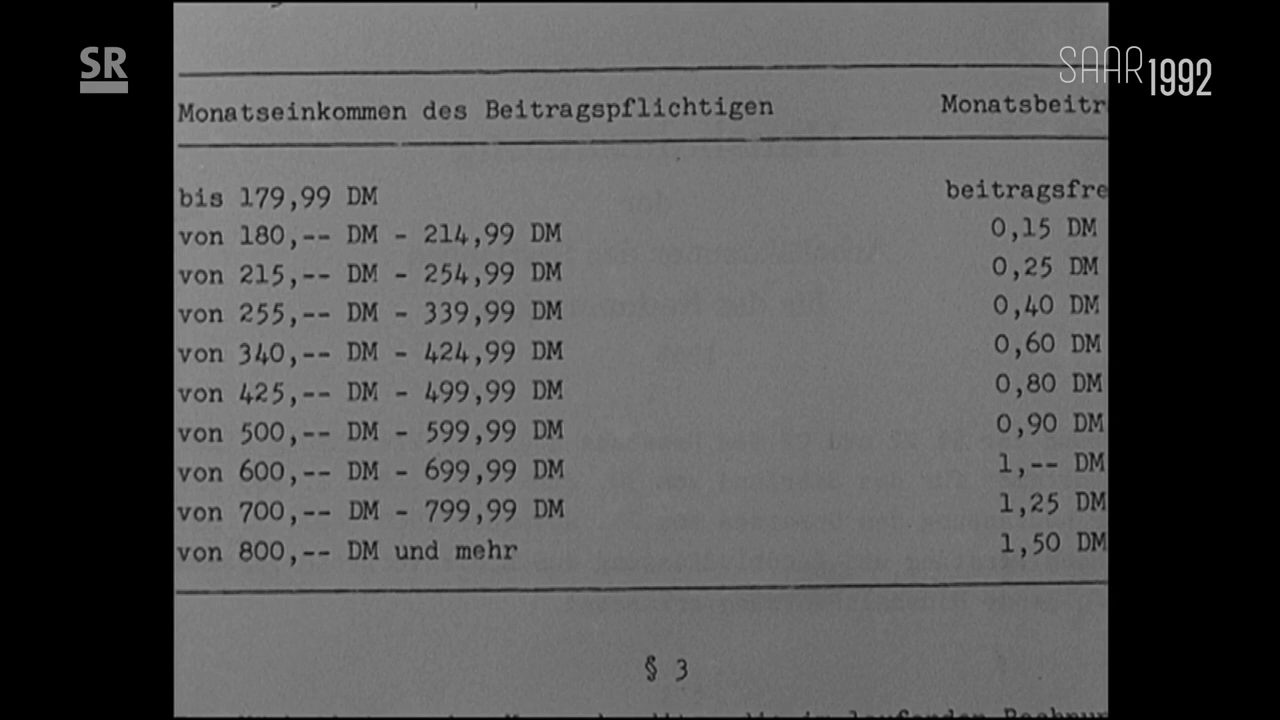 SR
SAAR 1992
Monatseinkommen des Beitragspflichtigen Monatsbeitr
bis 179,99 DM beitragsfre
von 180,-- DM - 214,99 DM 0,15 DM
von 215,-- DM - 254,99 DM 0,25 DM
von 255,-- DM - 339,99 DM 0,40 DM
von 340,-- DM - 424,99 DM 0,60 DM
von 425,-- DM - 499,99 DM 0,80 DM
von 500,-- DM - 599,99 DM 0,90 DM
von 600,-- DM - 699,99 DM 1,-- DM
von 700,-- DM - 799,99 DM 1,25 DM
von 800,-- DM und mehr 1,50 DM
§ 3